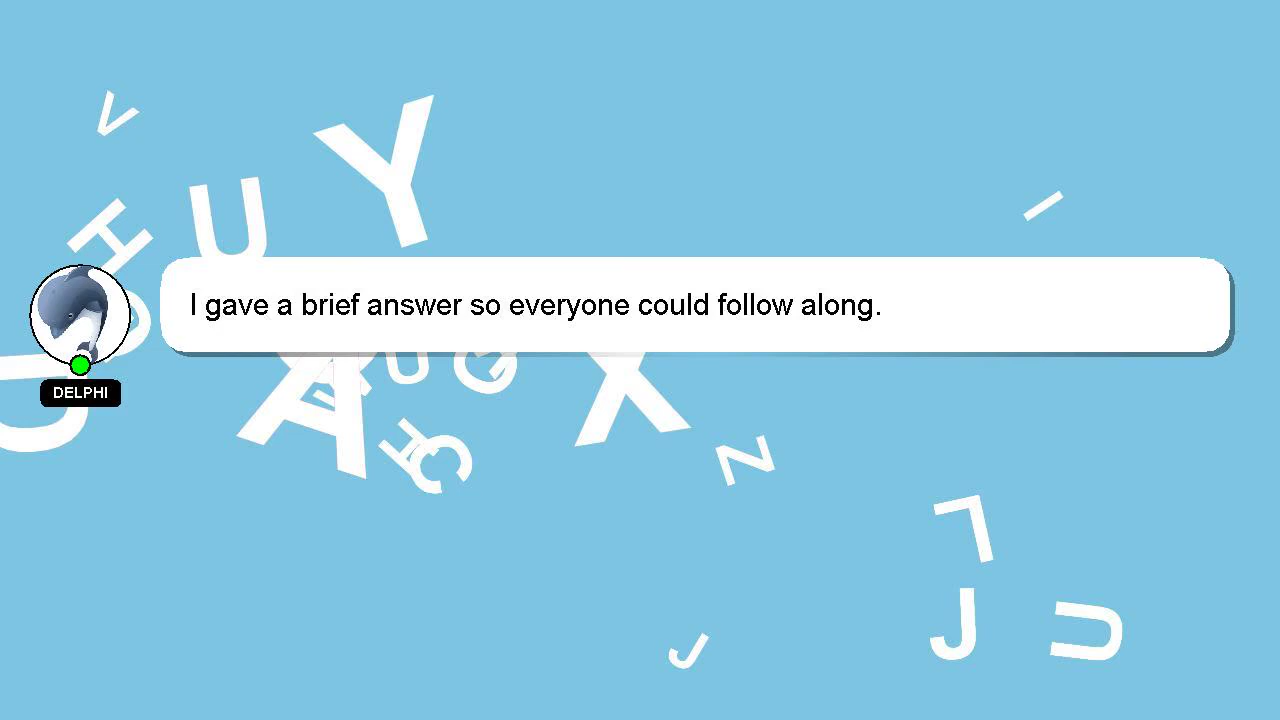 V
Y
H
U
I
I gave a brief answer so everyone could follow along.
DELPHI
A
U
G
X
H
C
N
L
J
U
J